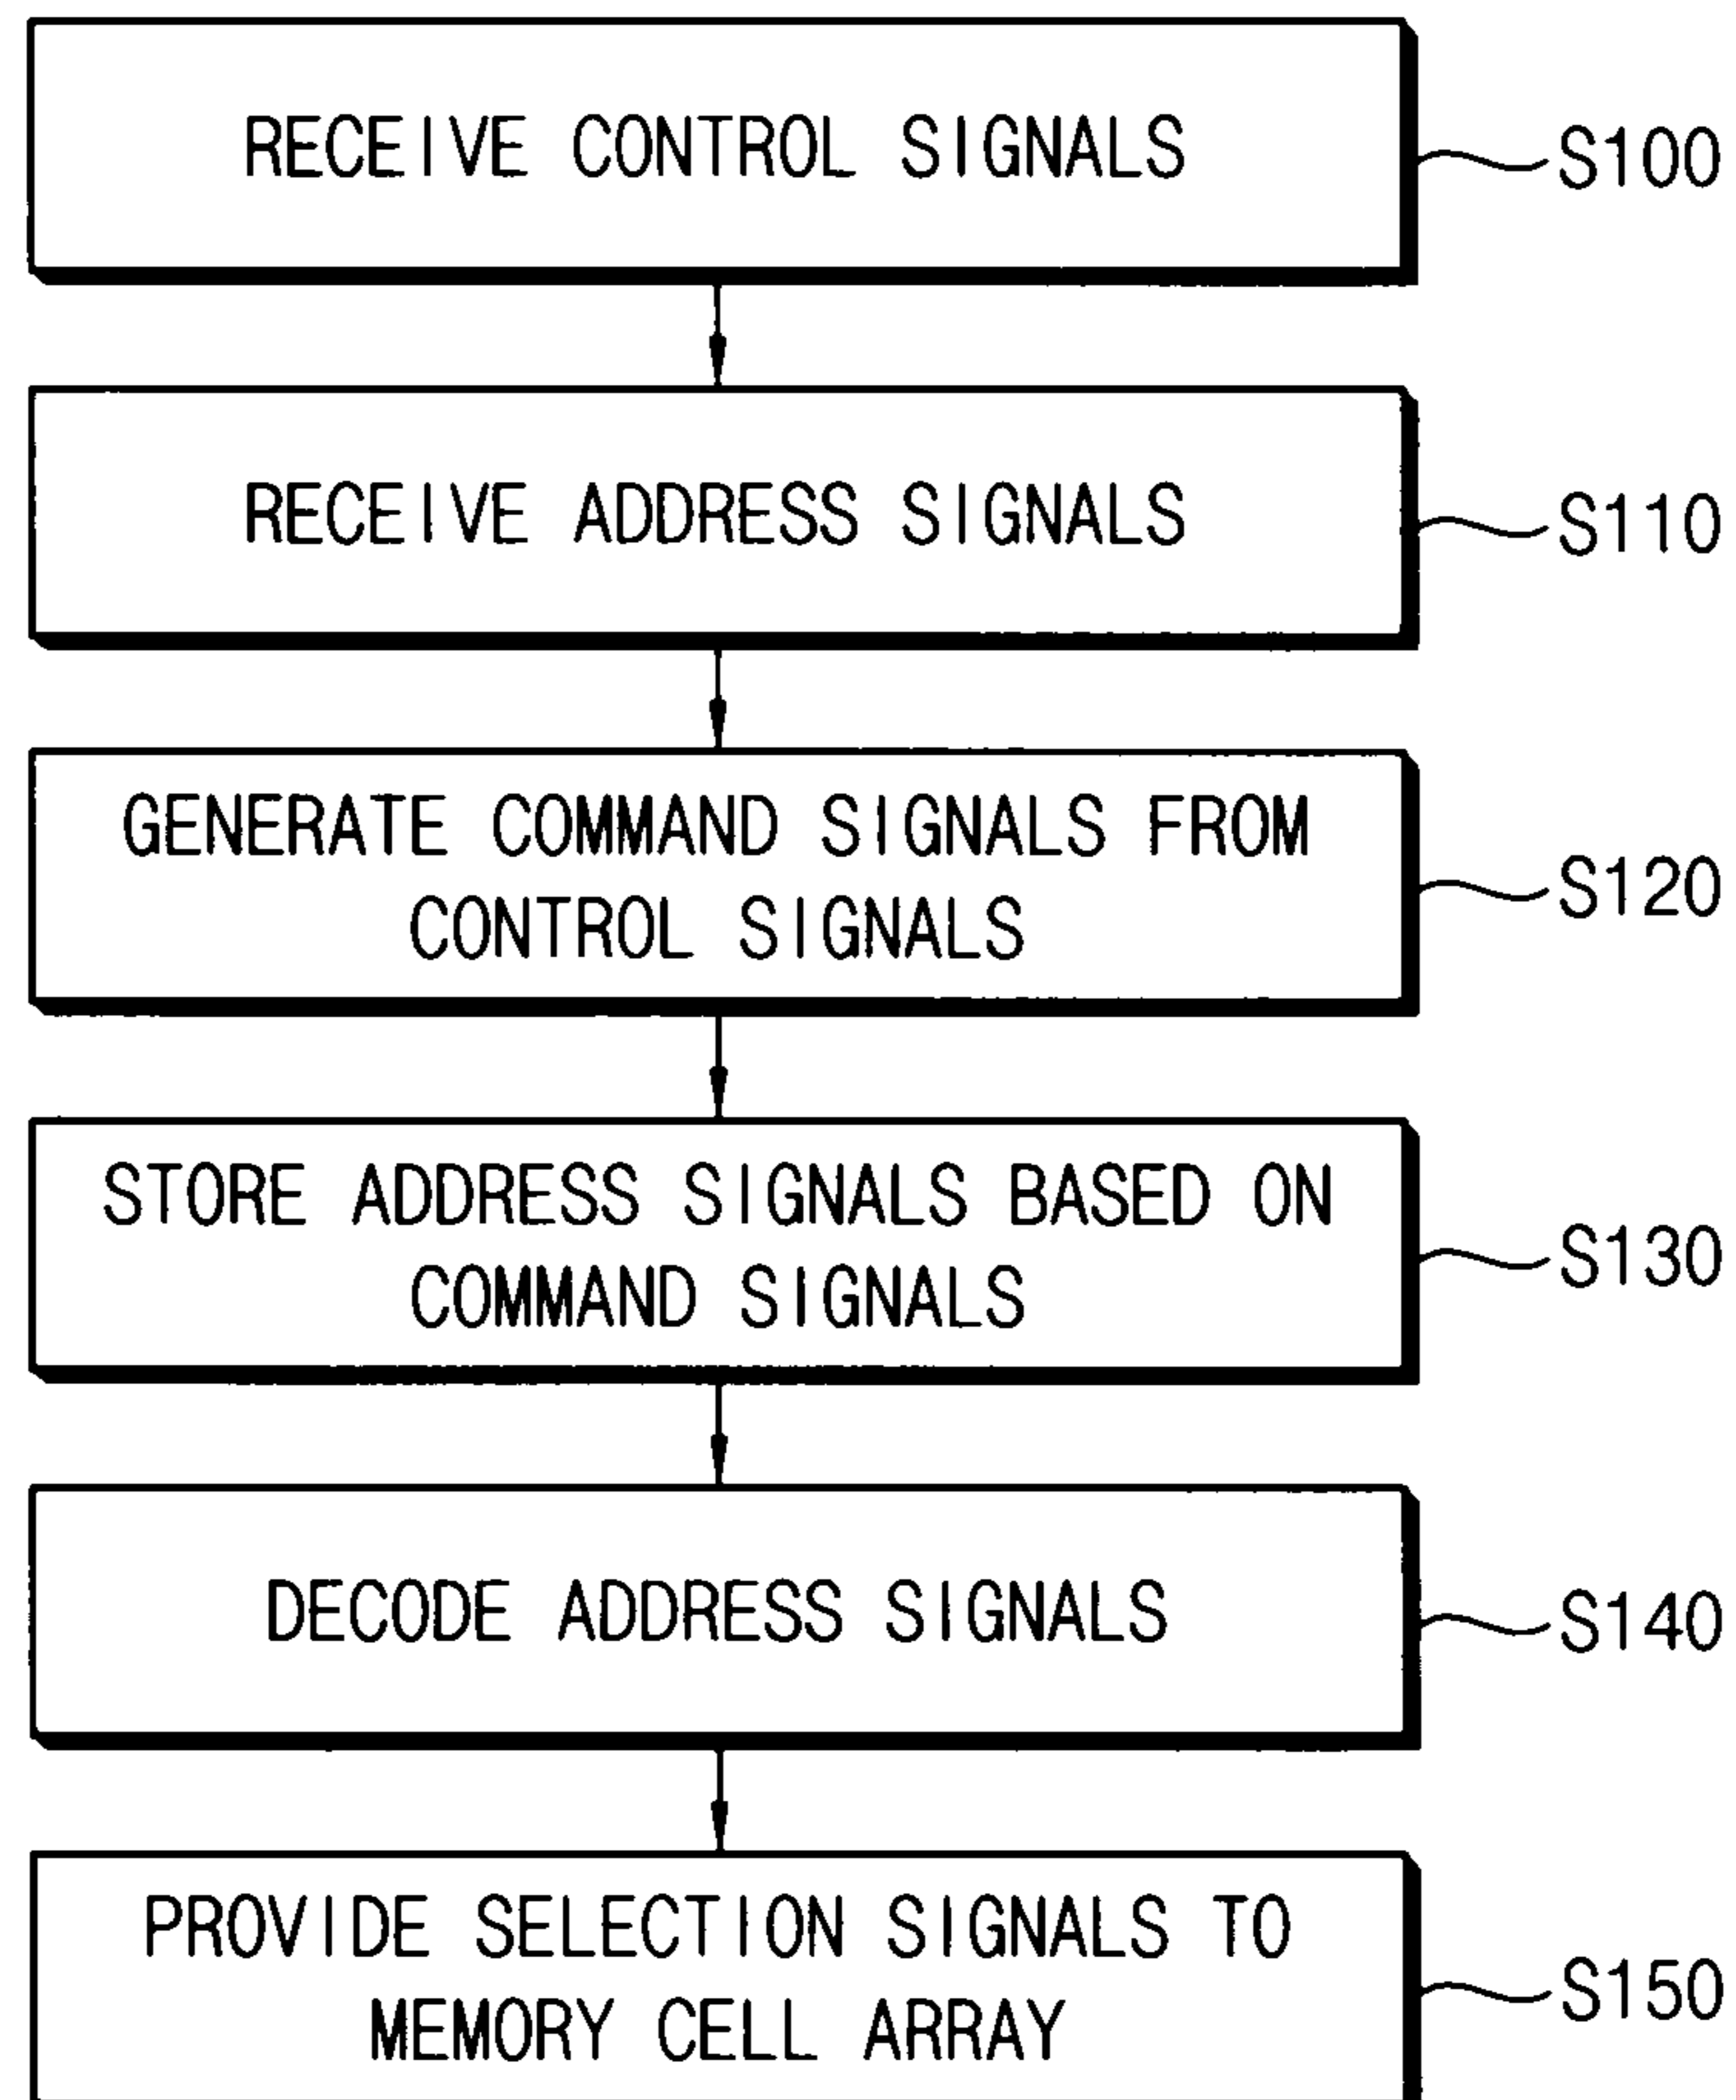 RECEIVE CONTROL SIGNALS
S100
RECEIVE ADDRESS SIGNALS
S110
GENERATE COMMAND SIGNALS FROM
CONTROL SIGNALS
S120
STORE ADDRESS SIGNALS BASED ON
COMMAND SIGNALS
S130
DECODE ADDRESS SIGNALS
S140
PROVIDE SELECTION SIGNALS TO
MEMORY CELL ARRAY
S150